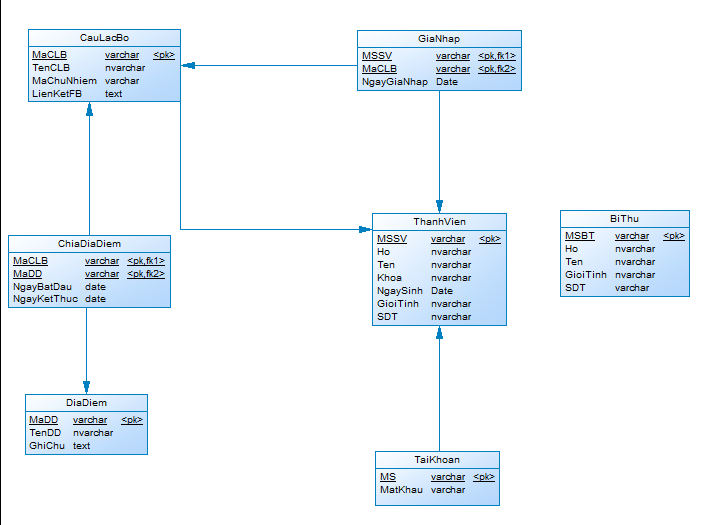 CauLacBo
MaCLB varchar <pk>
TenCLB nvarchar
MaChuNhiem varchar
LienKetFB text
GiaNhap
MSSV varchar <pk,fk1>
MaCLB varchar <pk,fk2>
NgayGiaNhap Date
ThanhVien
MSSV varchar <pk>
Ho nvarchar
Ten nvarchar
Khoa nvarchar
NgaySinh Date
GioiTinh nvarchar
SDT nvarchar
BiThu
MSBT varchar <pk>
Ho nvarchar
Ten nvarchar
GioiTinh nvarchar
SDT varchar
ChiaDiaDiem
MaCLB varchar <pk,fk1>
MaDD varchar <pk,fk2>
NgayBatDau date
NgayKetThuc date
DiaDiem
MaDD varchar <pk>
TenDD nvarchar
GhiChu text
TaiKhoan
MS varchar <pk>
MatKhau varchar